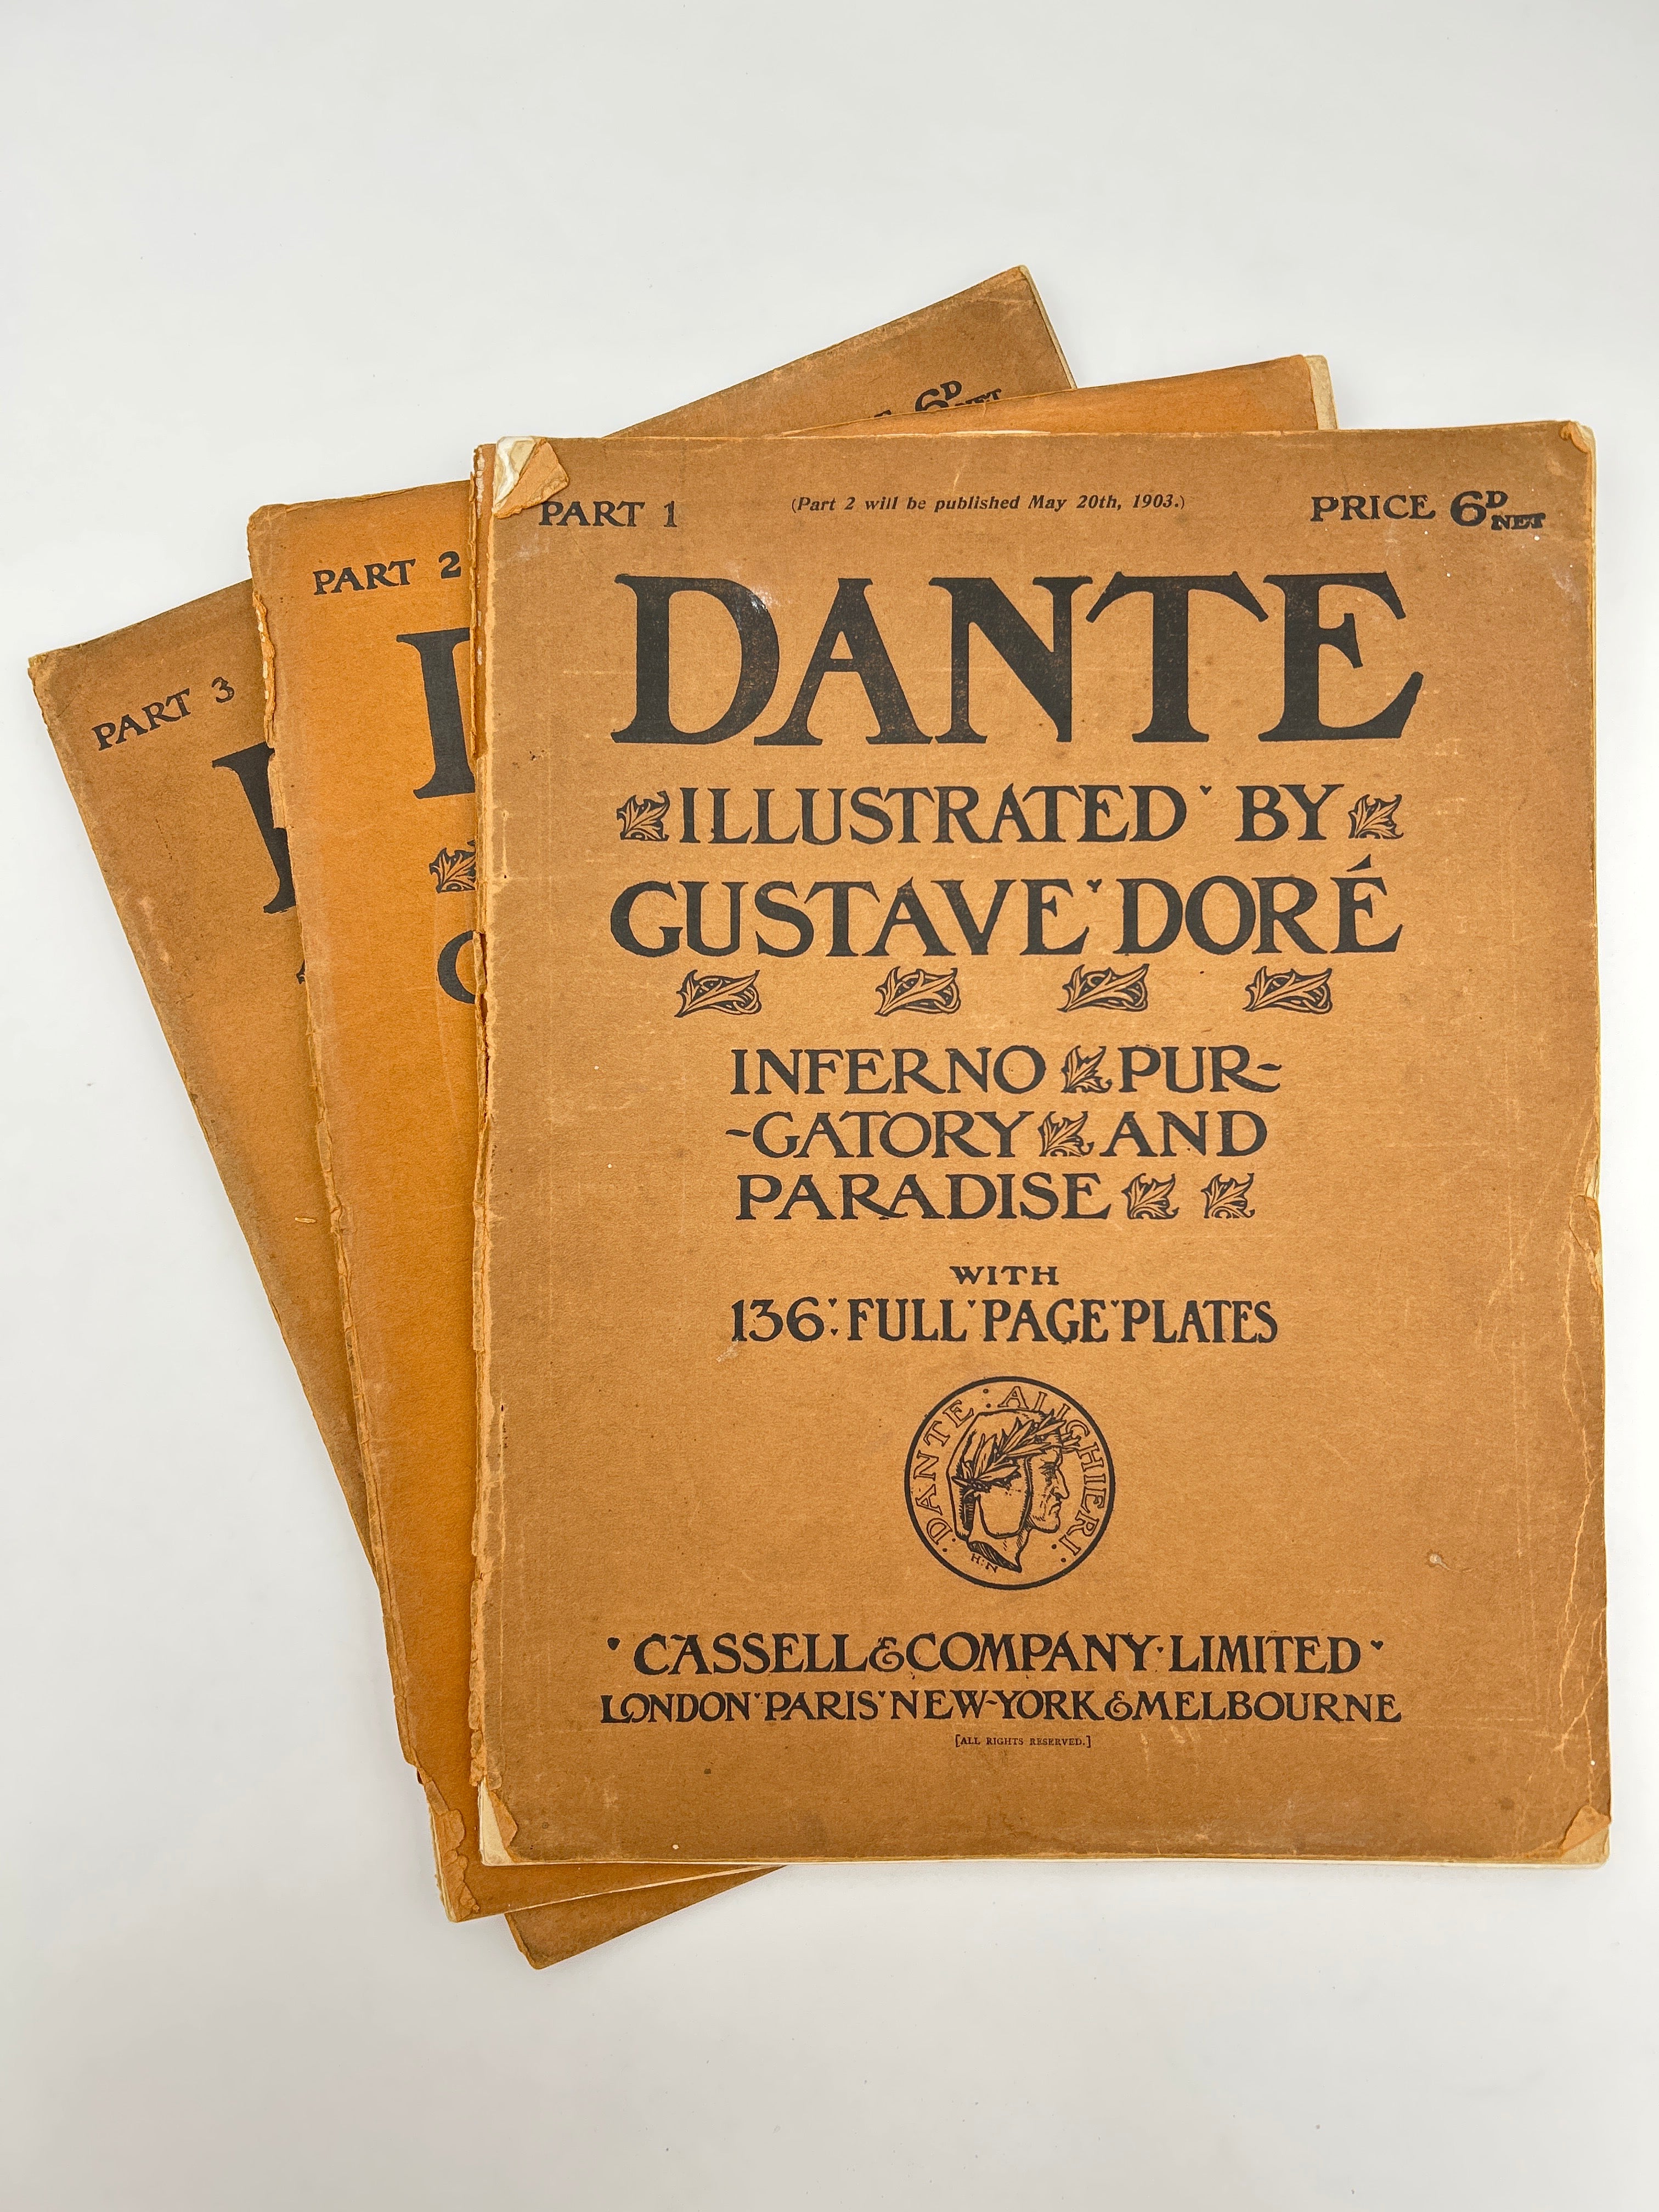 PART 1 (Part 2 will be published May 20th, 1903.) PRICE 6D NET
DANTE
ILLUSTRATED BY
GUSTAVE DORÉ
INFERNO PUR-
-GATORY AND
PARADISE
WITH
136 FULL PAGE PLATES
DANTE ALIGHIERI
H.N
CASSELL & COMPANY LIMITED
LONDON PARIS NEW-YORK & MELBOURNE
[ALL RIGHTS RESERVED.]
PART 2
PART 3
6D NET